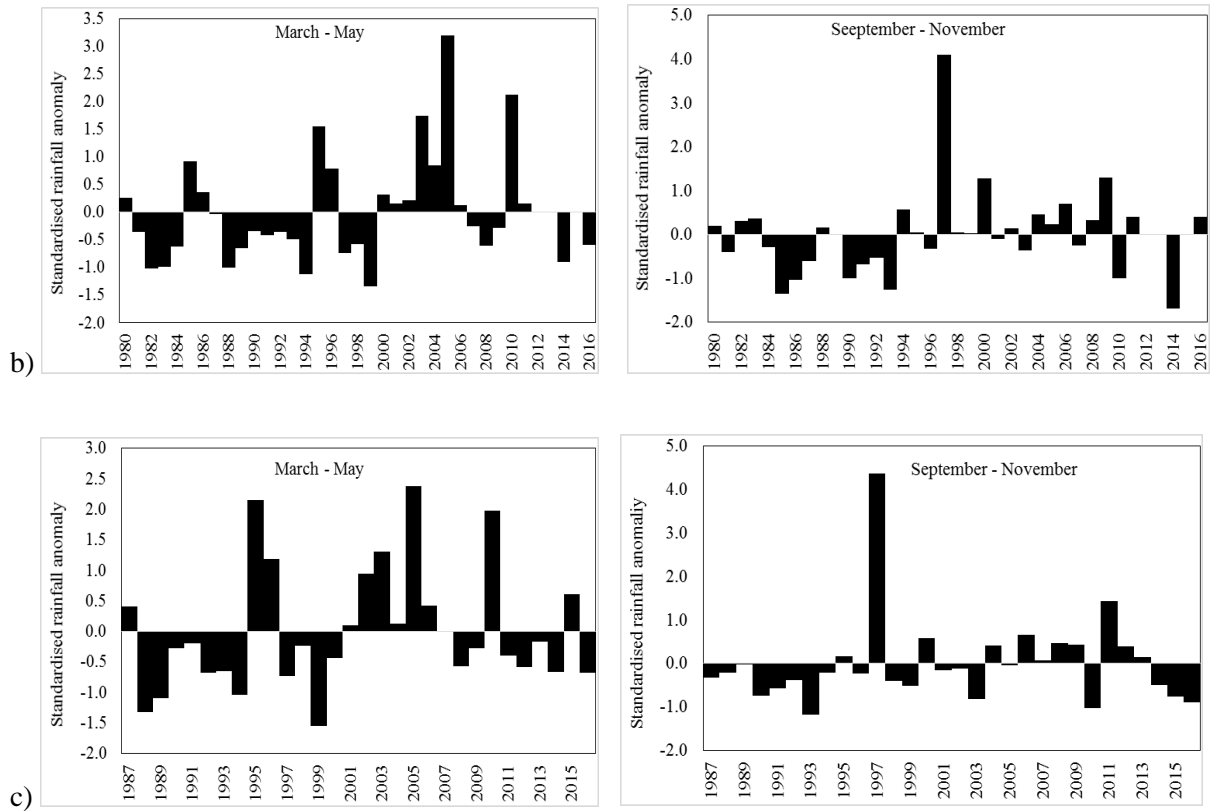 March - May
Standardised rainfall anomaly
3.5
3.0
2.5
2.0
1.5
1.0
0.5
0.0
-0.5
-1.0
-1.5
-2.0
1980 1982 1984 1986 1988 1990 1992 1994 1996 1998 2000 2002 2004 2006 2008 2010 2012 2014 2016
Seeptember - November
Standardised rainfall anomaly
5.0
4.0
3.0
2.0
1.0
0.0
-1.0
-2.0
1980 1982 1984 1986 1988 1990 1992 1994 1996 1998 2000 2002 2004 2006 2008 2010 2012 2014 2016
b)
March - May
Standardised rainfall anomaly
3.0
2.5
2.0
1.5
1.0
0.5
0.0
-0.5
-1.0
-1.5
-2.0
1987 1989 1991 1993 1995 1997 1999 2001 2003 2005 2007 2009 2011 2013 2015
September - November
Standardised rainfall anomaliy
5.0
4.0
3.0
2.0
1.0
0.0
-1.0
-2.0
1987 1989 1991 1993 1995 1997 1999 2001 2003 2005 2007 2009 2011 2013 2015
c)